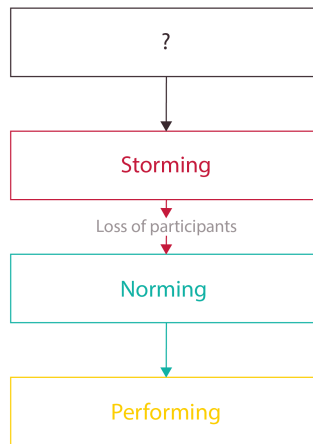 ?
Storming
Loss of participants
Norming
Performing